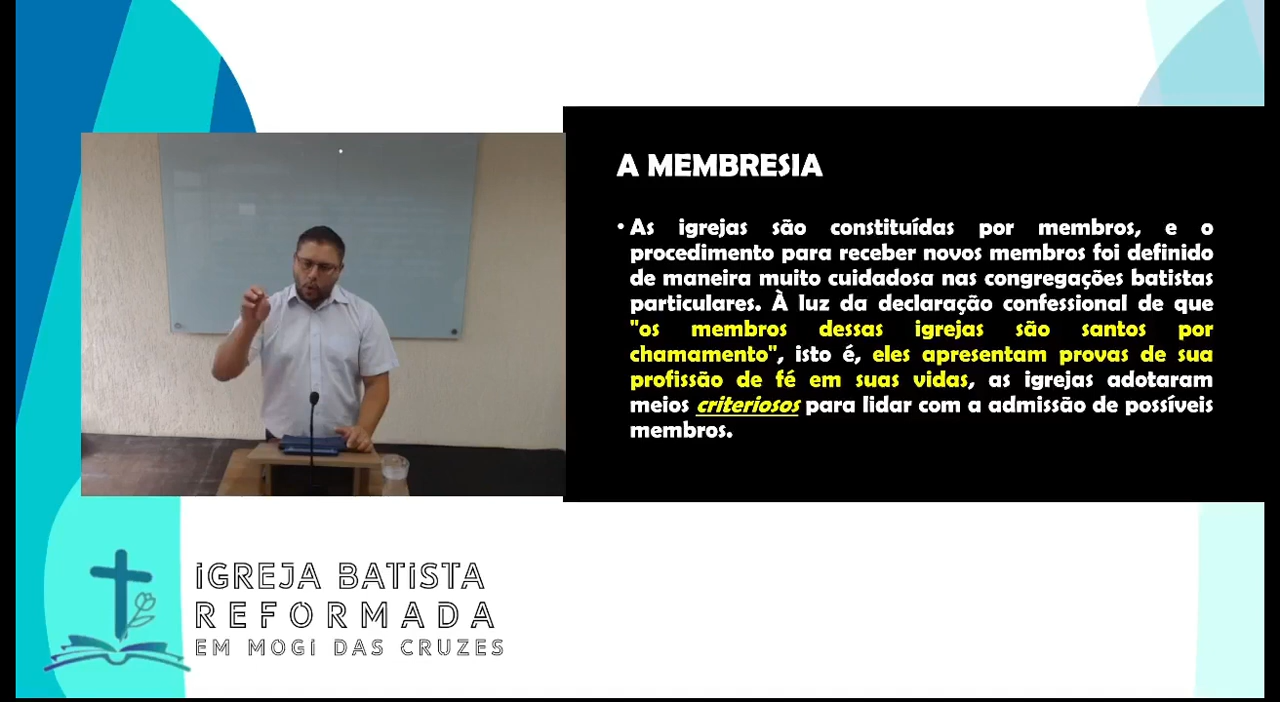 A MEMBRESIA
• As igrejas são constituídas por membros, e o
procedimento para receber novos membros foi definido
de maneira muito cuidadosa nas congregações batistas
particulares. À luz da declaração confessional de que
"os membros dessas igrejas são santos por
chamamento", isto é, eles apresentam provas de sua
profissão de fé em suas vidas, as igrejas adotaram
meios criteriosos para lidar com a admissão de possíveis
membros.
IGREJA BATISTA
REFORMADA
EM MOGI DAS CRUZES